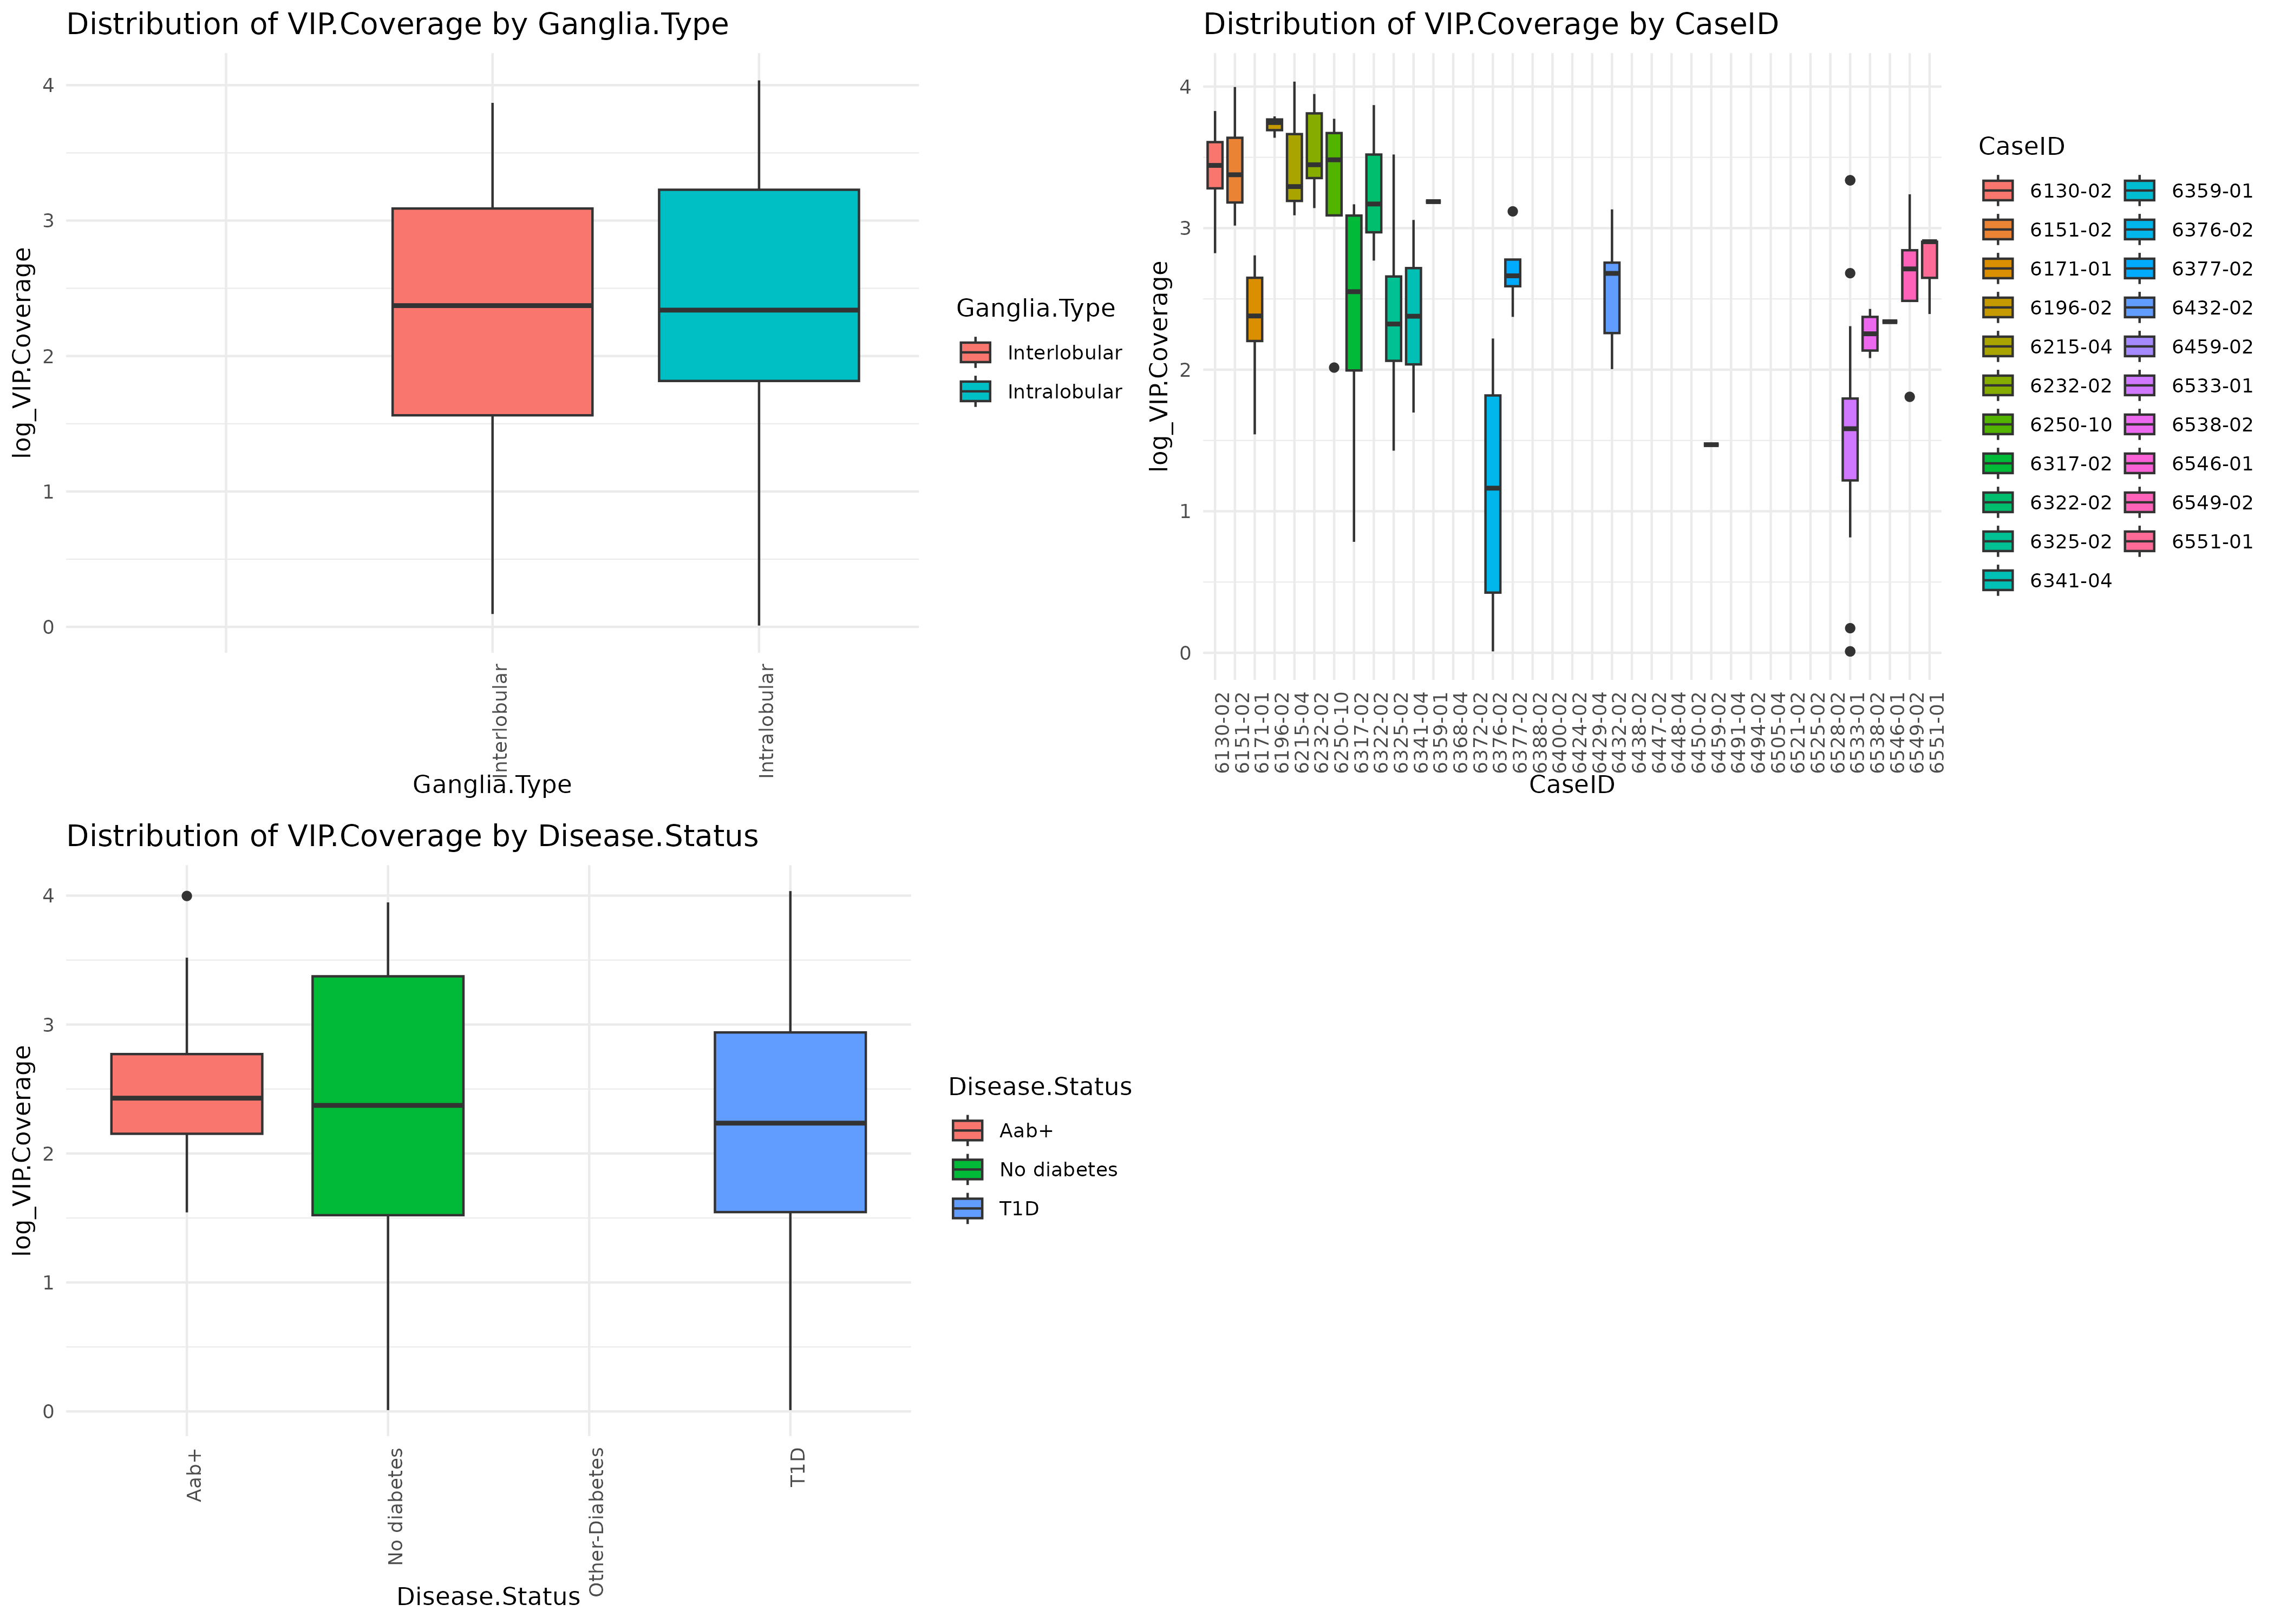 Distribution of VIP.Coverage by Ganglia.Type
log_VIP.Coverage
4
3
2
1
0
Interlobular
Intralobular
Ganglia.Type
Ganglia.Type
Interlobular
Intralobular
Distribution of VIP.Coverage by CaseID
log_VIP.Coverage
4
3
2
1
0
6130-02
6151-02
6171-01
6196-02
6215-04
6232-02
6250-10
6317-02
6322-02
6325-02
6341-04
6359-01
6368-04
6372-02
6376-02
6377-02
6388-02
6400-02
6424-02
6429-04
6432-02
6438-02
6447-02
6448-04
6450-02
6459-02
6491-04
6494-02
6505-04
6521-02
6525-02
6528-02
6533-01
6538-02
6546-01
6549-02
6551-01
CaseID
CaseID
6130-02 6359-01
6151-02 6376-02
6171-01 6377-02
6196-02 6432-02
6215-04 6459-02
6232-02 6533-01
6250-10 6538-02
6317-02 6546-01
6322-02 6549-02
6325-02 6551-01
6341-04
Distribution of VIP.Coverage by Disease.Status
log_VIP.Coverage
4
3
2
1
0
Aab+
No diabetes
Other-Diabetes
T1D
Disease.Status
Disease.Status
Aab+
No diabetes
T1D